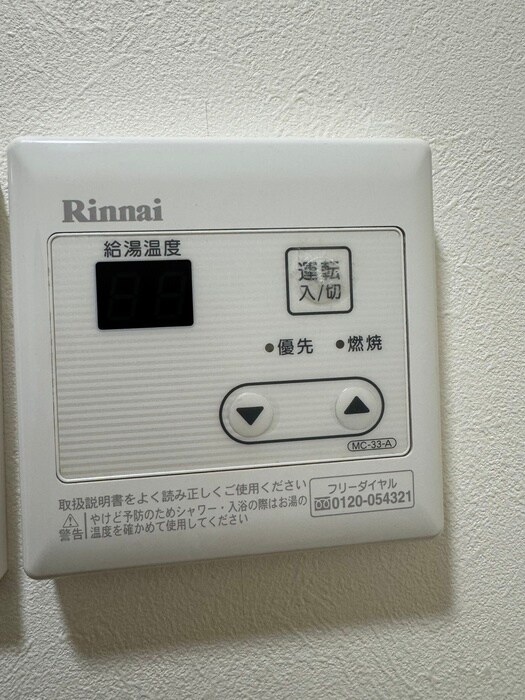 Rinnai
給湯温度
運転
入/切
優先
燃焼
▼
▲
MC-33-A
取扱説明書をよく読み正しくご使用ください
警告
やけど予防のためシャワー・入浴の際はお湯の
温度を確かめて使用してください
フリーダイヤル
0120-054321